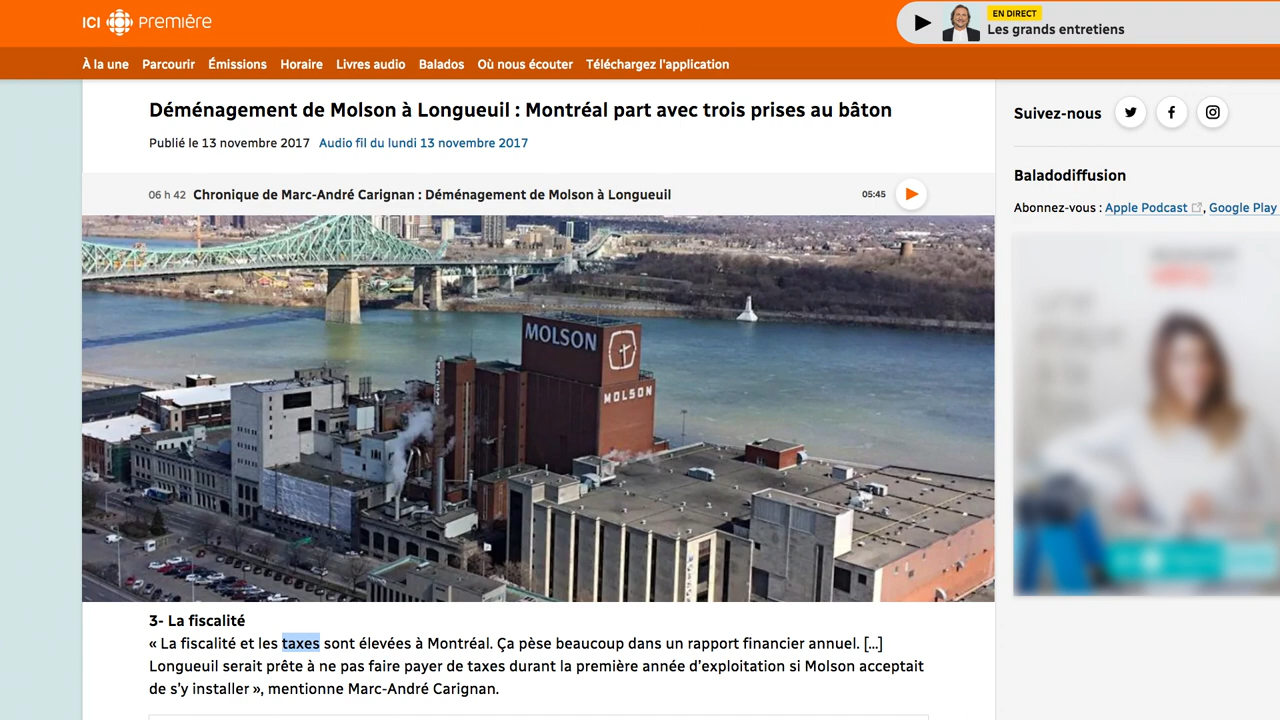 ICI PREMIÈRE
EN DIRECT
Les grands entretiens
À la une Parcourir Émissions Horaire Livres audio Balados Où nous écouter Téléchargez l'application
Déménagement de Molson à Longueuil : Montréal part avec trois prises au bâton
Publié le 13 novembre 2017 Audio fil du lundi 13 novembre 2017
06 h 42 Chronique de Marc-André Carignan : Déménagement de Molson à Longueuil 05:45
MOLSON
MOLSON
3- La fiscalité
« La fiscalité et les taxes sont élevées à Montréal. Ça pèse beaucoup dans un rapport financier annuel. [...]
Longueuil serait prête à ne pas faire payer de taxes durant la première année d'exploitation si Molson acceptait
de s'y installer », mentionne Marc-André Carignan.
Suivez-nous
Baladodiffusion
Abonnez-vous : Apple Podcast , Google Play